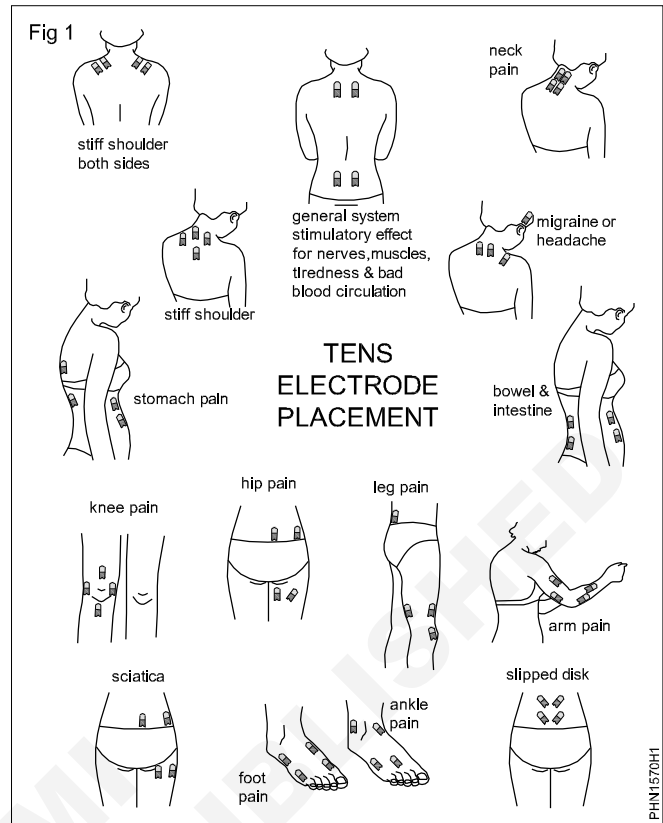 Fig 1
stiff shoulder
both sides
general system
stimulatory effect
for nerves,muscles,
tIredness & bad
blood circulation
neck
pain
stiff shoulder
migraine or
headache
stomach pain
TENS
ELECTRODE
PLACEMENT
bowel &
intestine
knee pain
hip pain
leg pain
arm pain
sciatica
foot
pain
ankle
pain
slipped disk
PHN1570H1